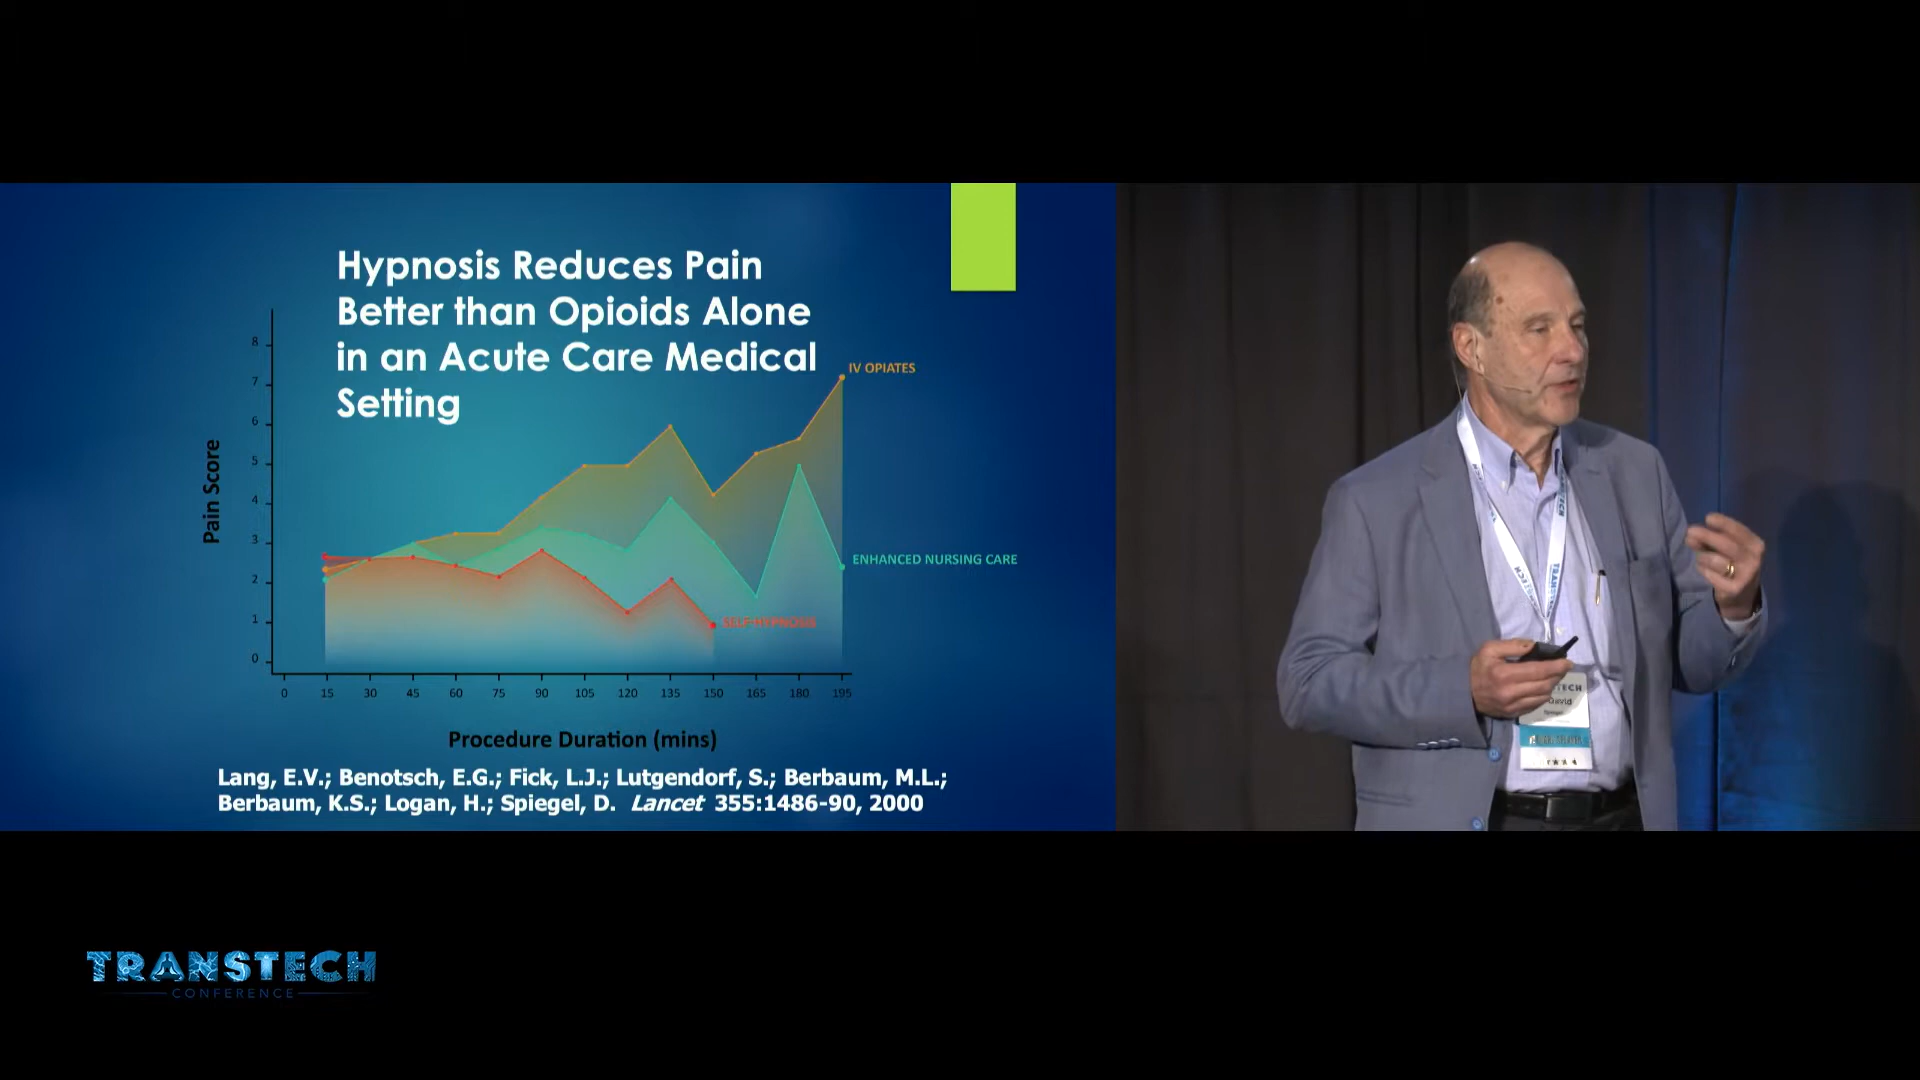 Hypnosis Reduces Pain
Better than Opioids Alone
in an Acute Care Medical
Setting
8
7
6
5
4
3
2
1
0
Pain Score
IV OPIATES
ENHANCED NURSING CARE
SELF-HYPNOSIS
0 15 30 45 60 75 90 105 120 135 150 165 180 195
Procedure Duration (mins)
Lang, E.V.; Benotsch, E.G.; Fick, L.J.; Lutgendorf, S.; Berbaum, M.L.;
Berbaum, K.S.; Logan, H.; Spiegel, D. Lancet 355:1486-90, 2000
TECH
David
TRANSTECH
CONFERENCE